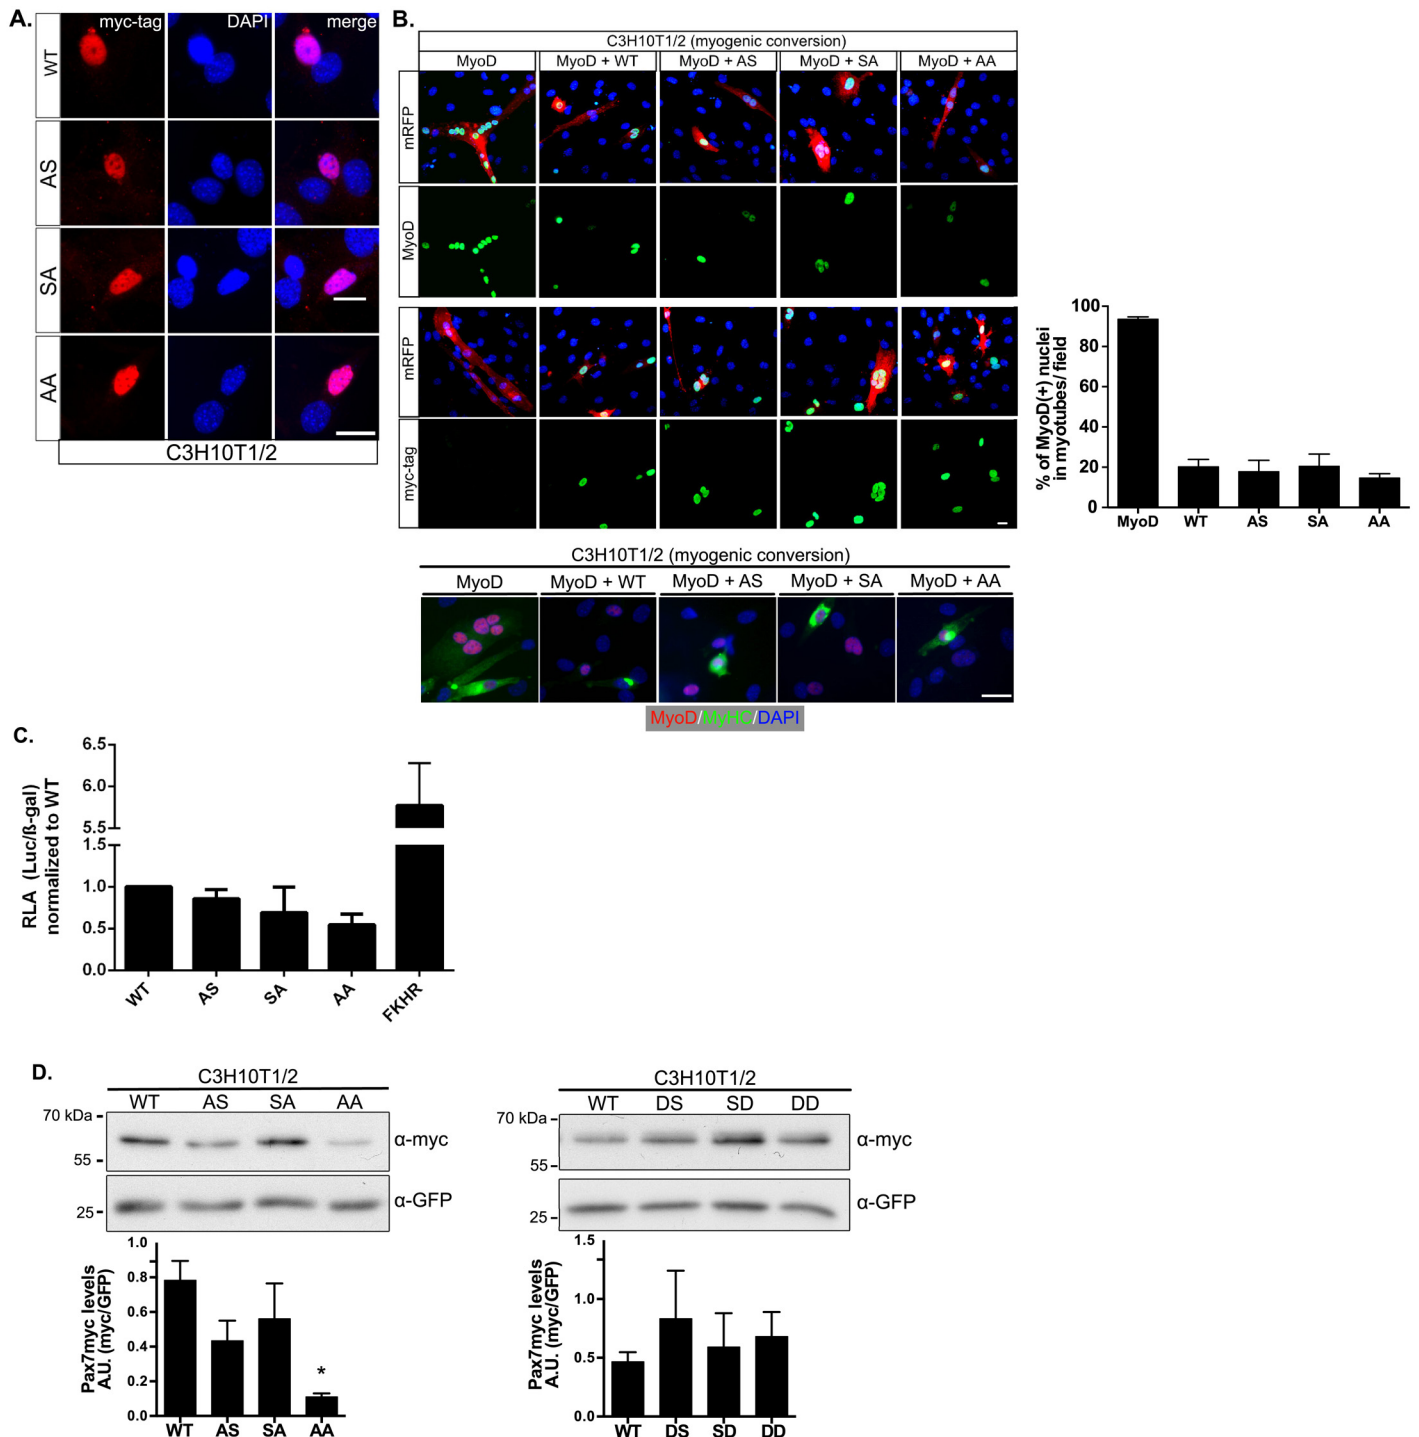 A.
myc-tag DAPI merge
WT
AS
SA
AA
C3H10T1/2
B.
C3H10T1/2 (myogenic conversion)
MyoD MyoD + WT MyoD + AS MyoD + SA MyoD + AA
mRFP
MyoD
mRFP
myc-tag
% of MyoD(+) nuclei
in myotubes/ field
100
80
60
40
20
0
MyoD WT AS SA AA
C3H10T1/2 (myogenic conversion)
MyoD MyoD + WT MyoD + AS MyoD + SA MyoD + AA
MyoD/MyHC/DAPI
C.
RLA (Luc/ß-gal)
normalized to WT
6.5
6.0
5.5
1.5
1.0
0.5
0.0
WT AS SA AA FKHR
D.
C3H10T1/2
WT AS SA AA
70 kDa
55
α-myc
25
α-GFP
Pax7myc levels
A.U. (myc/GFP)
1.0
0.8
0.6
0.4
0.2
0.0
*
WT AS SA AA
C3H10T1/2
WT DS SD DD
70 kDa
55
α-myc
25
α-GFP
Pax7myc levels
A.U. (myc/GFP)
1.5
1.0
0.5
0.0
WT DS SD DD